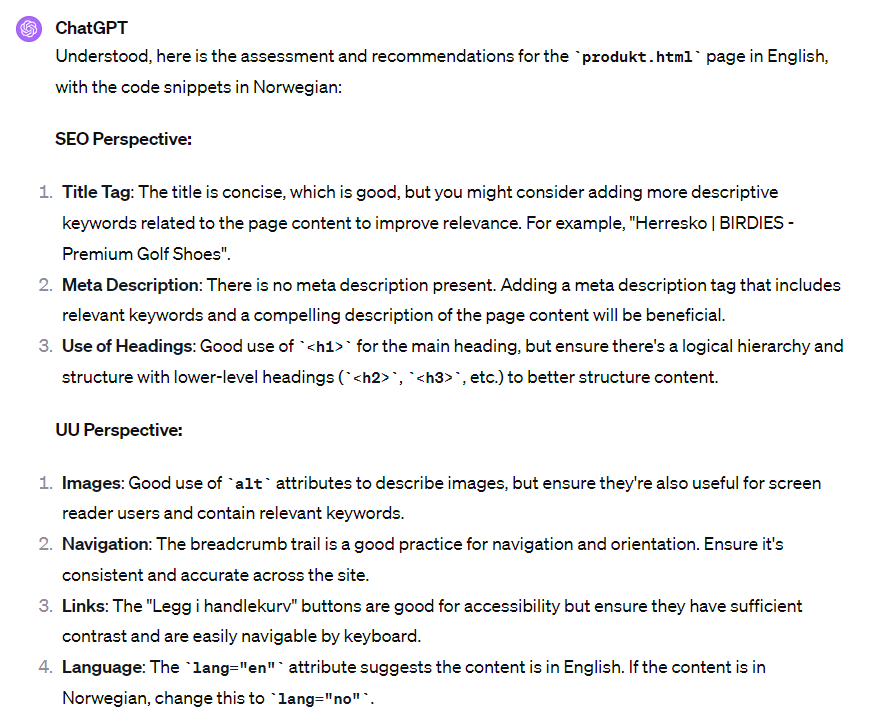 ChatGPT
Understood, here is the assessment and recommendations for the `produkt.html` page in English,
with the code snippets in Norwegian:
SEO Perspective:
1. Title Tag: The title is concise, which is good, but you might consider adding more descriptive
keywords related to the page content to improve relevance. For example, "Herresko | BIRDIES -
Premium Golf Shoes".
2. Meta Description: There is no meta description present. Adding a meta description tag that includes
relevant keywords and a compelling description of the page content will be beneficial.
3. Use of Headings: Good use of `<h1>` for the main heading, but ensure there's a logical hierarchy and
structure with lower-level headings (`<h2>`, `<h3>`, etc.) to better structure content.
UU Perspective:
1. Images: Good use of `alt` attributes to describe images, but ensure they're also useful for screen
reader users and contain relevant keywords.
2. Navigation: The breadcrumb trail is a good practice for navigation and orientation. Ensure it's
consistent and accurate across the site.
3. Links: The "Legg i handlekurv" buttons are good for accessibility but ensure they have sufficient
contrast and are easily navigable by keyboard.
4. Language: The `lang="en"` attribute suggests the content is in English. If the content is in
Norwegian, change this to `lang="no"`.